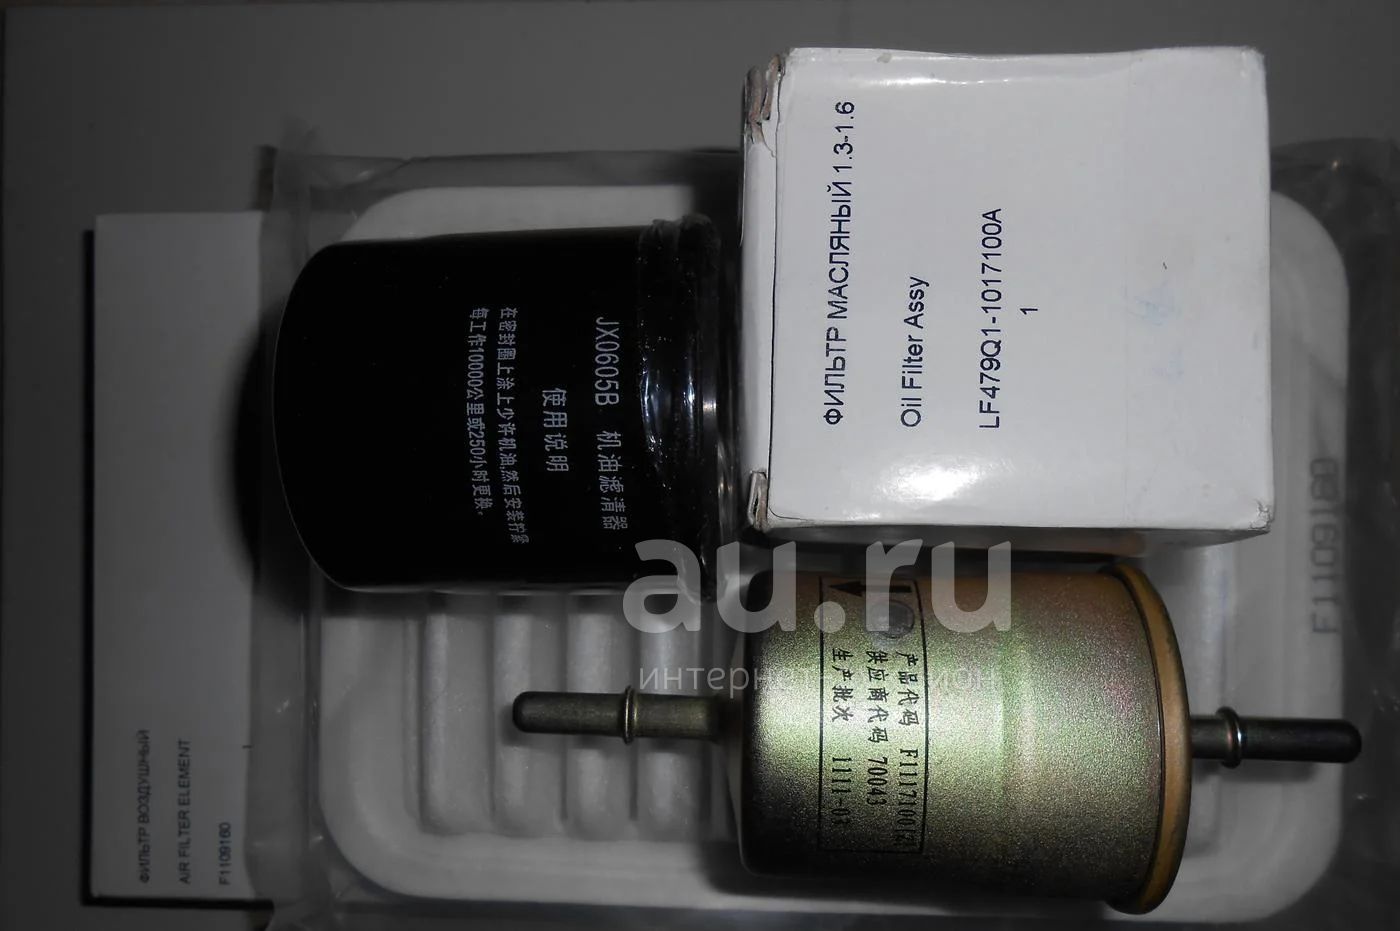 ФИЛЬТР МАСЛЯНЫЙ 1.3-1.6
Oil Filter Assy
LF479Q1-1017100A
1
JX0605B 机油滤清器
使用说明
在密封圈上涂上少许机油,然后安装拧紧
每工作10000公里或250小时更换。
产品代码 F1117100
供应商代码 70043
生产批次 1111-03
ФИЛЬТР ВОЗДУШНЫЙ
AIR FILTER ELEMENT
F1109160
F1109160
au.ru
интернет